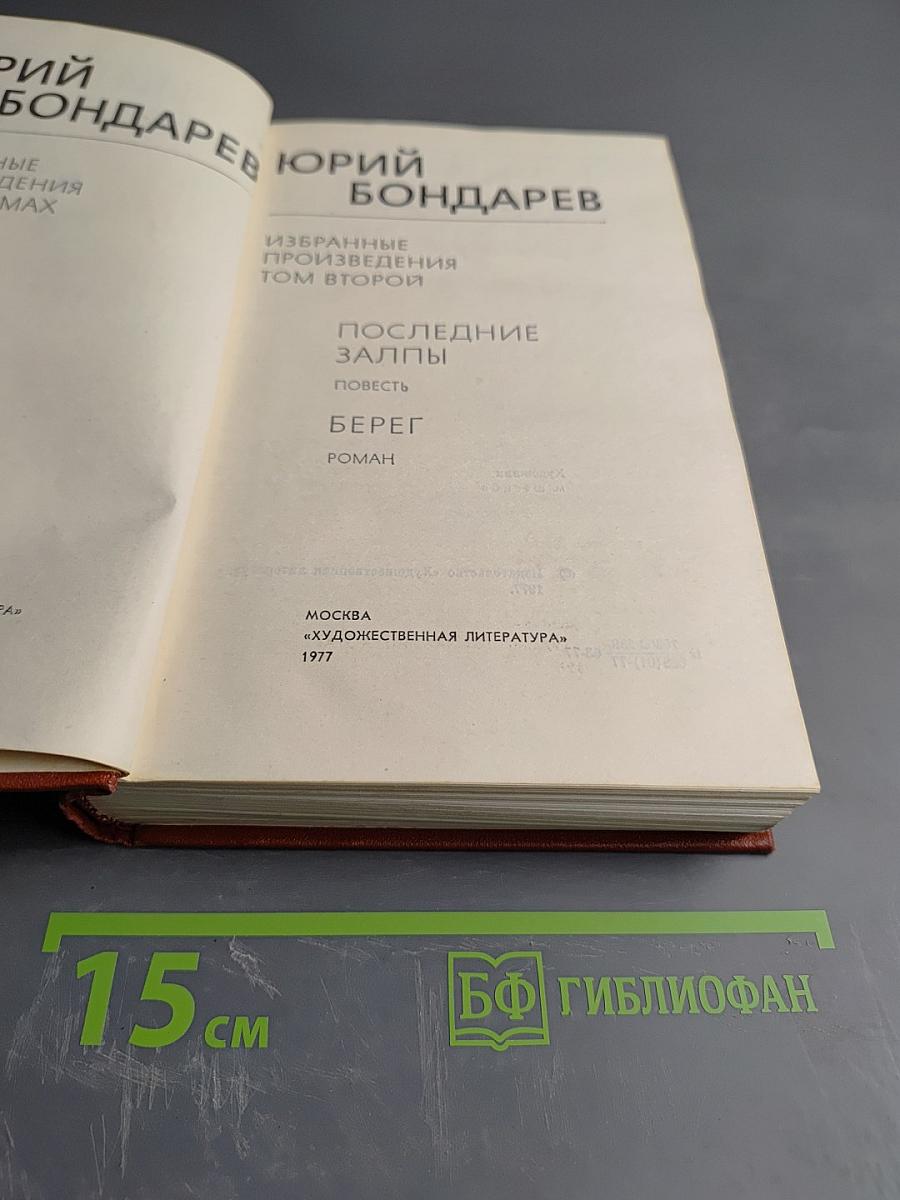 РИЙ
БОНДАРЕВ
НЫЕ
ДЕНИЯ
МАХ
РА»
ЮРИЙ
БОНДАРЕВ
ИЗБРАННЫЕ
ПРОИЗВЕДЕНИЯ
ТОМ ВТОРОЙ
ПОСЛЕДНИЕ
ЗАЛПЫ
ПОВЕСТЬ
БЕРЕГ
РОМАН
МОСКВА
«ХУДОЖЕСТВЕННАЯ ЛИТЕРАТУРА»
1977
15 см
БФ ГИБЛИОФАН